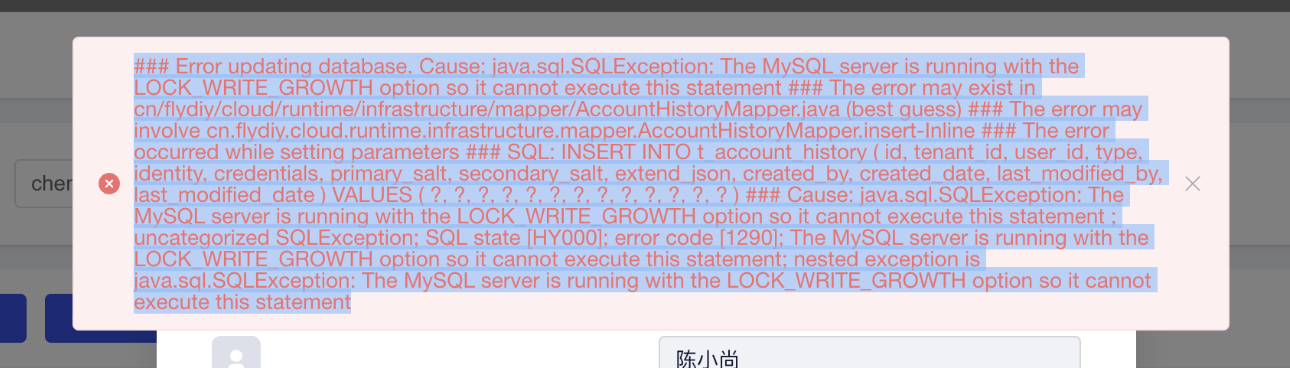 ### Error updating database. Cause: java.sql.SQLException: The MySQL server is running with the
LOCK_WRITE_GROWTH option so it cannot execute this statement ### The error may exist in
cn/flydiy/cloud/runtime/infrastructure/mapper/AccountHistoryMapper.java (best guess) ### The error may
involve cn.flydiy.cloud.runtime.infrastructure.mapper.AccountHistoryMapper.insert-Inline ### The error
occurred while setting parameters ### SQL: INSERT INTO t_account_history ( id, tenant_id, user_id, type,
identity, credentials, primary_salt, secondary_salt, extend_json, created_by, created_date, last_modified_by,
last_modified_date ) VALUES ( ?, ?, ?, ?, ?, ?, ?, ?, ?, ?, ?, ?, ? ) ### Cause: java.sql.SQLException: The
MySQL server is running with the LOCK_WRITE_GROWTH option so it cannot execute this statement ;
uncategorized SQLException; SQL state [HY000]; error code [1290]; The MySQL server is running with the
LOCK_WRITE_GROWTH option so it cannot execute this statement; nested exception is
java.sql.SQLException: The MySQL server is running with the LOCK_WRITE_GROWTH option so it cannot
execute this statement
cher
陈小尚